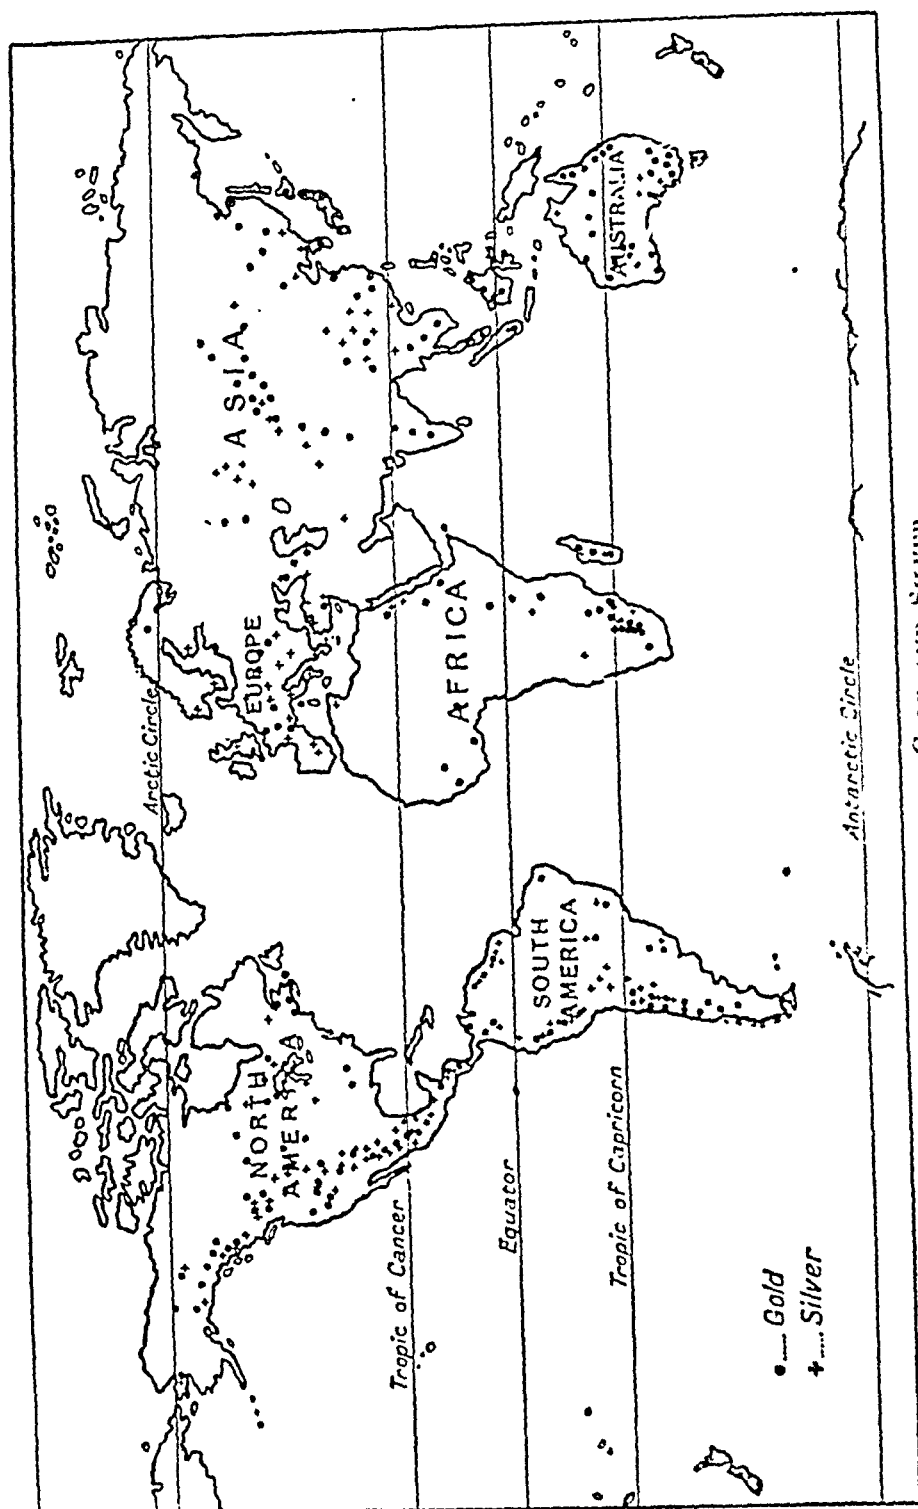 Arctic Circle
NORTH
AMERICA
EUROPE
ASIA
Tropic of Cancer
AFRICA
Equator
SOUTH
AMERICA
Tropic of Capricorn
AUSTRALIA
Gold
Silver
Antarctic Circle